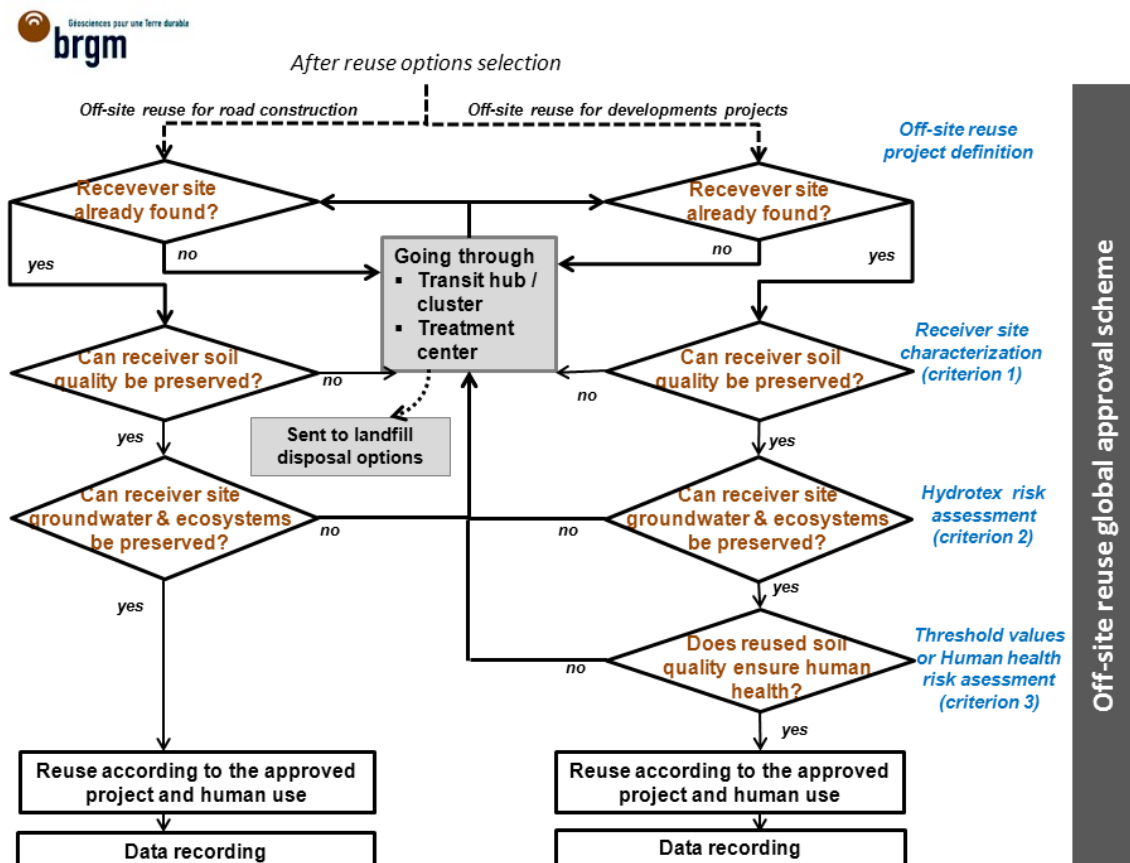 Géosciences pour une Terre durable
brgm
After reuse options selection
Off-site reuse for road construction
Off-site reuse for developments projects
Off-site reuse
project definition
Recevever site
already found?
Recevever site
already found?
no
no
yes
yes
Going through
▪ Transit hub /
cluster
▪ Treatment
center
Can receiver soil
quality be preserved?
no
Can receiver soil
quality be preserved?
no
Receiver site
characterization
(criterion 1)
Sent to landfill
disposal options
yes
yes
Can receiver site
groundwater & ecosystems
be preserved?
no
Can receiver site
groundwater & ecosystems
be preserved?
no
Hydrotex risk
assessment
(criterion 2)
yes
yes
Does reused soil
quality ensure human
health?
no
Threshold values
or Human health
risk asessment
(criterion 3)
yes
Reuse according to the approved
project and human use
Reuse according to the approved
project and human use
Data recording
Data recording
Off-site reuse global approval scheme